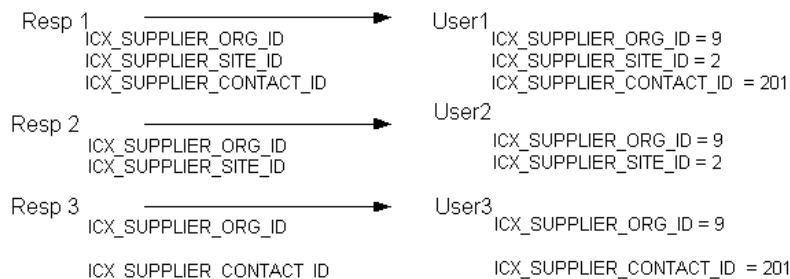 Resp 1
ICX_SUPPLIER_ORG_ID
ICX_SUPPLIER_SITE_ID
ICX_SUPPLIER_CONTACT_ID
User1
ICX_SUPPLIER_ORG_ID = 9
ICX_SUPPLIER_SITE_ID = 2
ICX_SUPPLIER_CONTACT_ID = 201
Resp 2
ICX_SUPPLIER_ORG_ID
ICX_SUPPLIER_SITE_ID
User2
ICX_SUPPLIER_ORG_ID = 9
ICX_SUPPLIER_SITE_ID = 2
Resp 3
ICX_SUPPLIER_ORG_ID
ICX_SUPPLIER_CONTACT_ID
User3
ICX_SUPPLIER_ORG_ID = 9
ICX_SUPPLIER_CONTACT_ID = 201